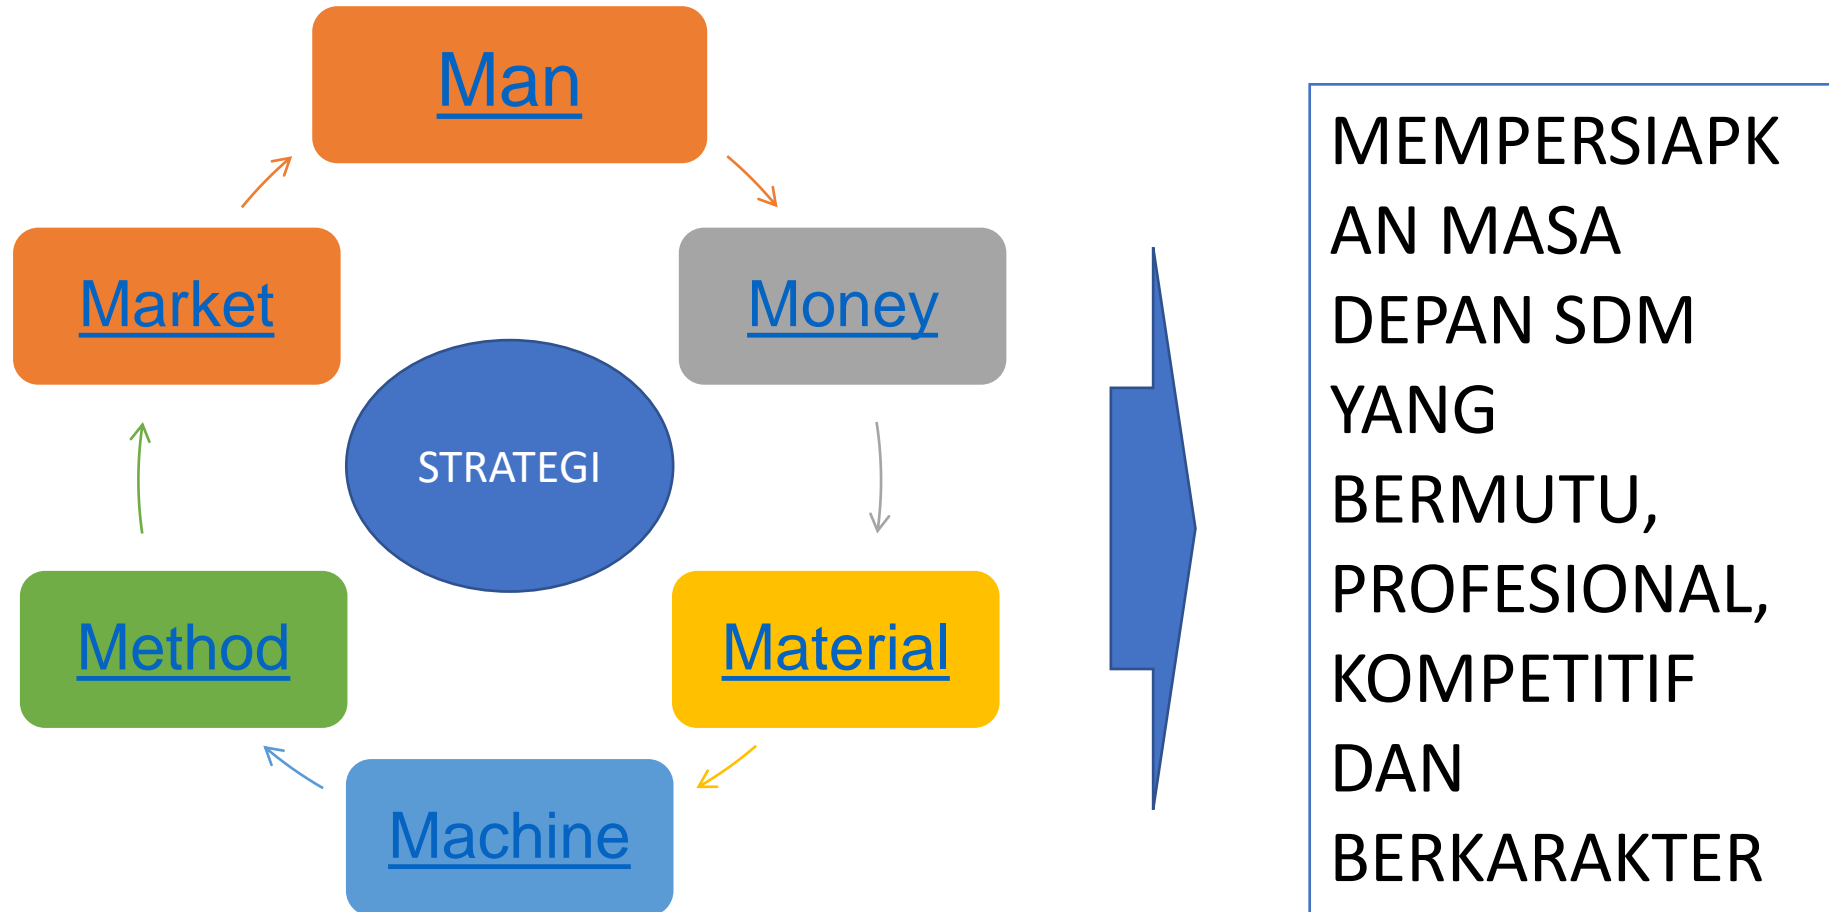 Man
Market
Money
STRATEGI
Method
Material
Machine
MEMPERSIAPK
AN MASA
DEPAN SDM
YANG
BERMUTU,
PROFESIONAL,
KOMPETITIF
DAN
BERKARAKTER